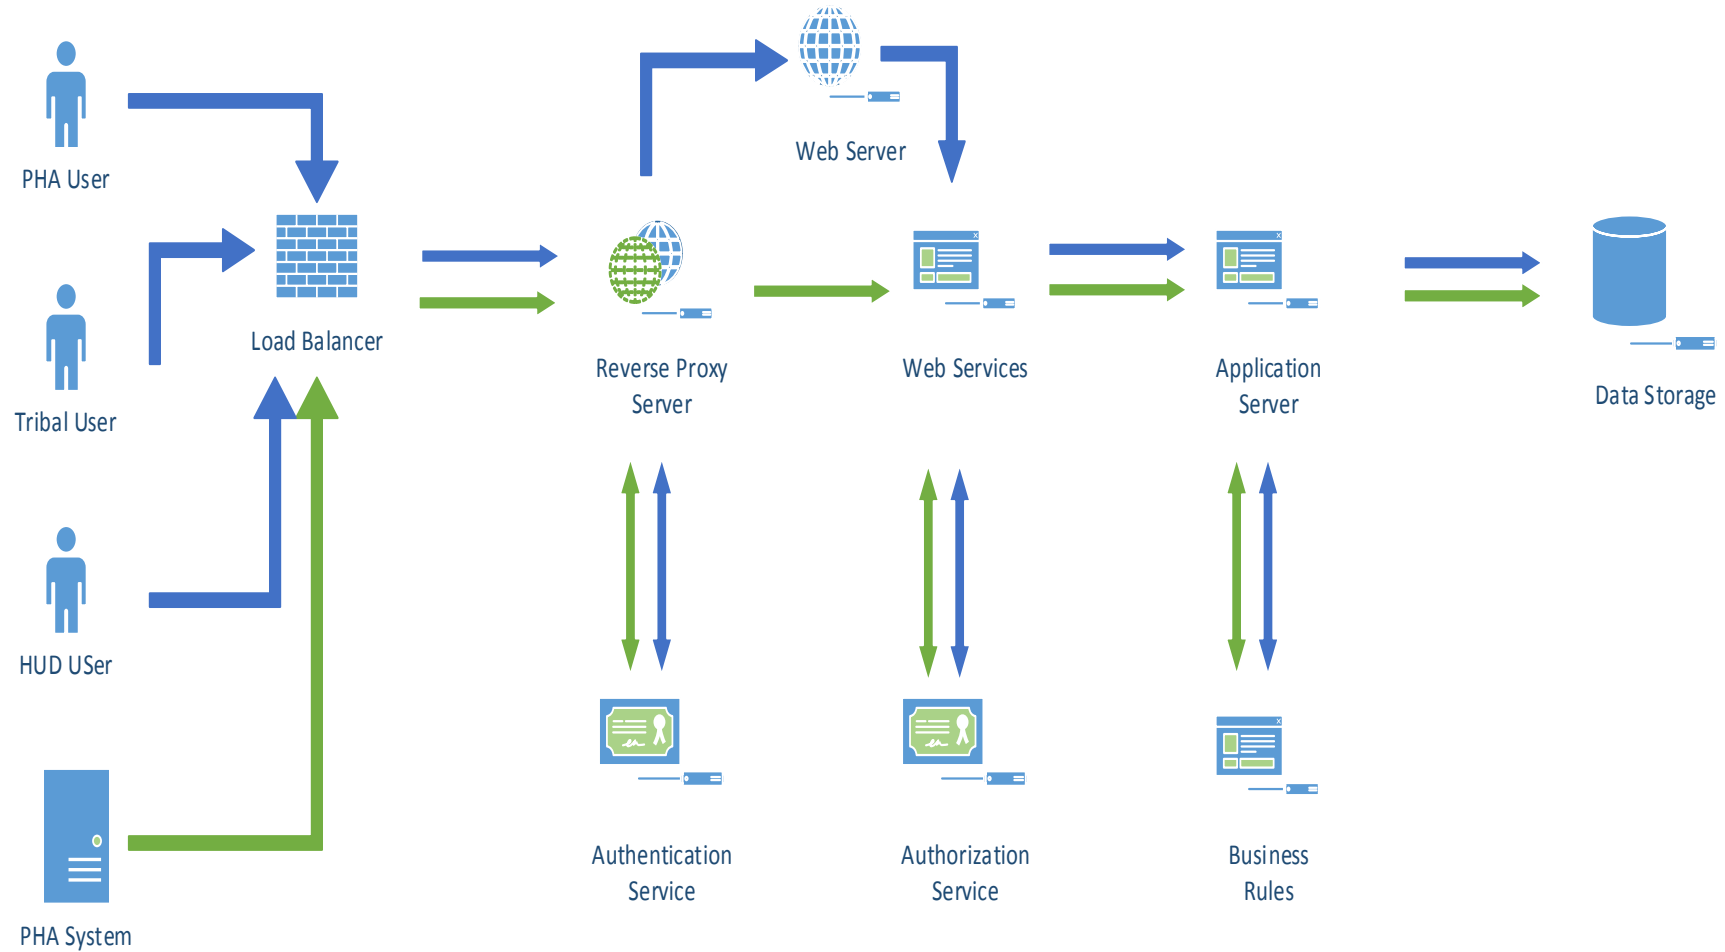 PHA User
Web Server
Load Balancer
Tribal User
Reverse Proxy
Server
Web Services
Application
Server
Data Storage
HUD USer
Authentication
Service
Authorization
Service
Business
Rules
PHA System